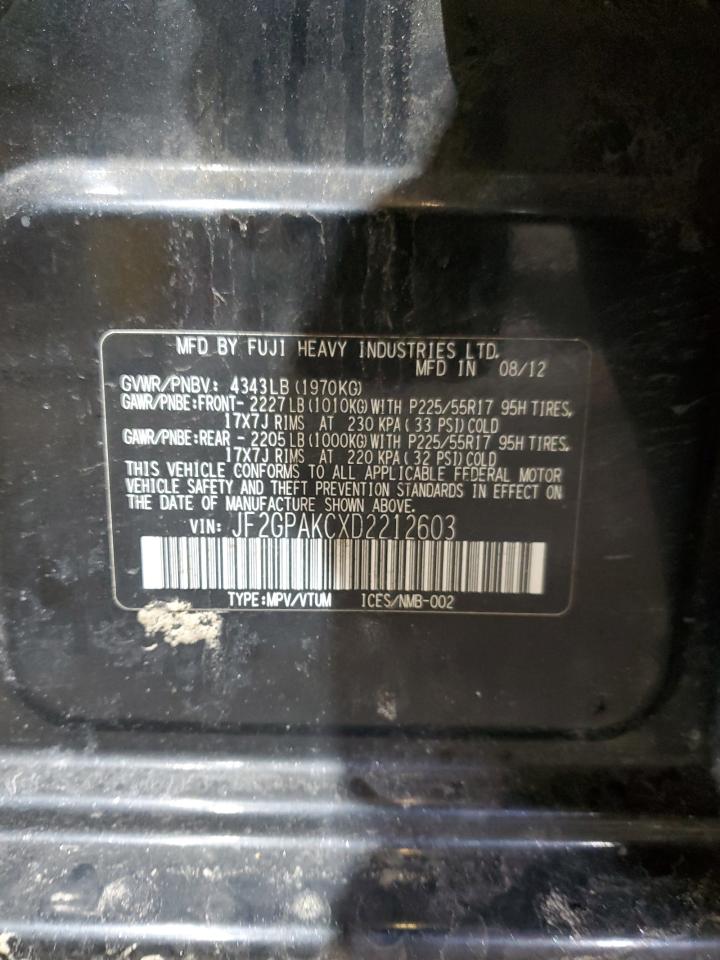 MFD BY FUJI HEAVY INDUSTRIES LTD.
MFD IN 08/12
GVWR/PNBV: 4343LB (1970KG)
GAWR/PNBE:FRONT- 2227 LB (1010KG) WITH P225/55R17 95H TIRES,
17X7J RIMS AT 230 KPA (33 PSI) COLD
GAWR/PNBE:REAR - 2205 LB (1000KG) WITH P225/55R17 95H TIRES,
17X7J RIMS AT 220 KPA (32 PSI) COLD
THIS VEHICLE CONFORMS TO ALL APPLICABLE FEDERAL MOTOR
VEHICLE SAFETY AND THEFT PREVENTION STANDARDS IN EFFECT ON
THE DATE OF MANUFACTURE SHOWN ABOVE.
VIN: JF2GPAKCXD2212603
TYPE:MPV/VTUM ICES/NMB-002